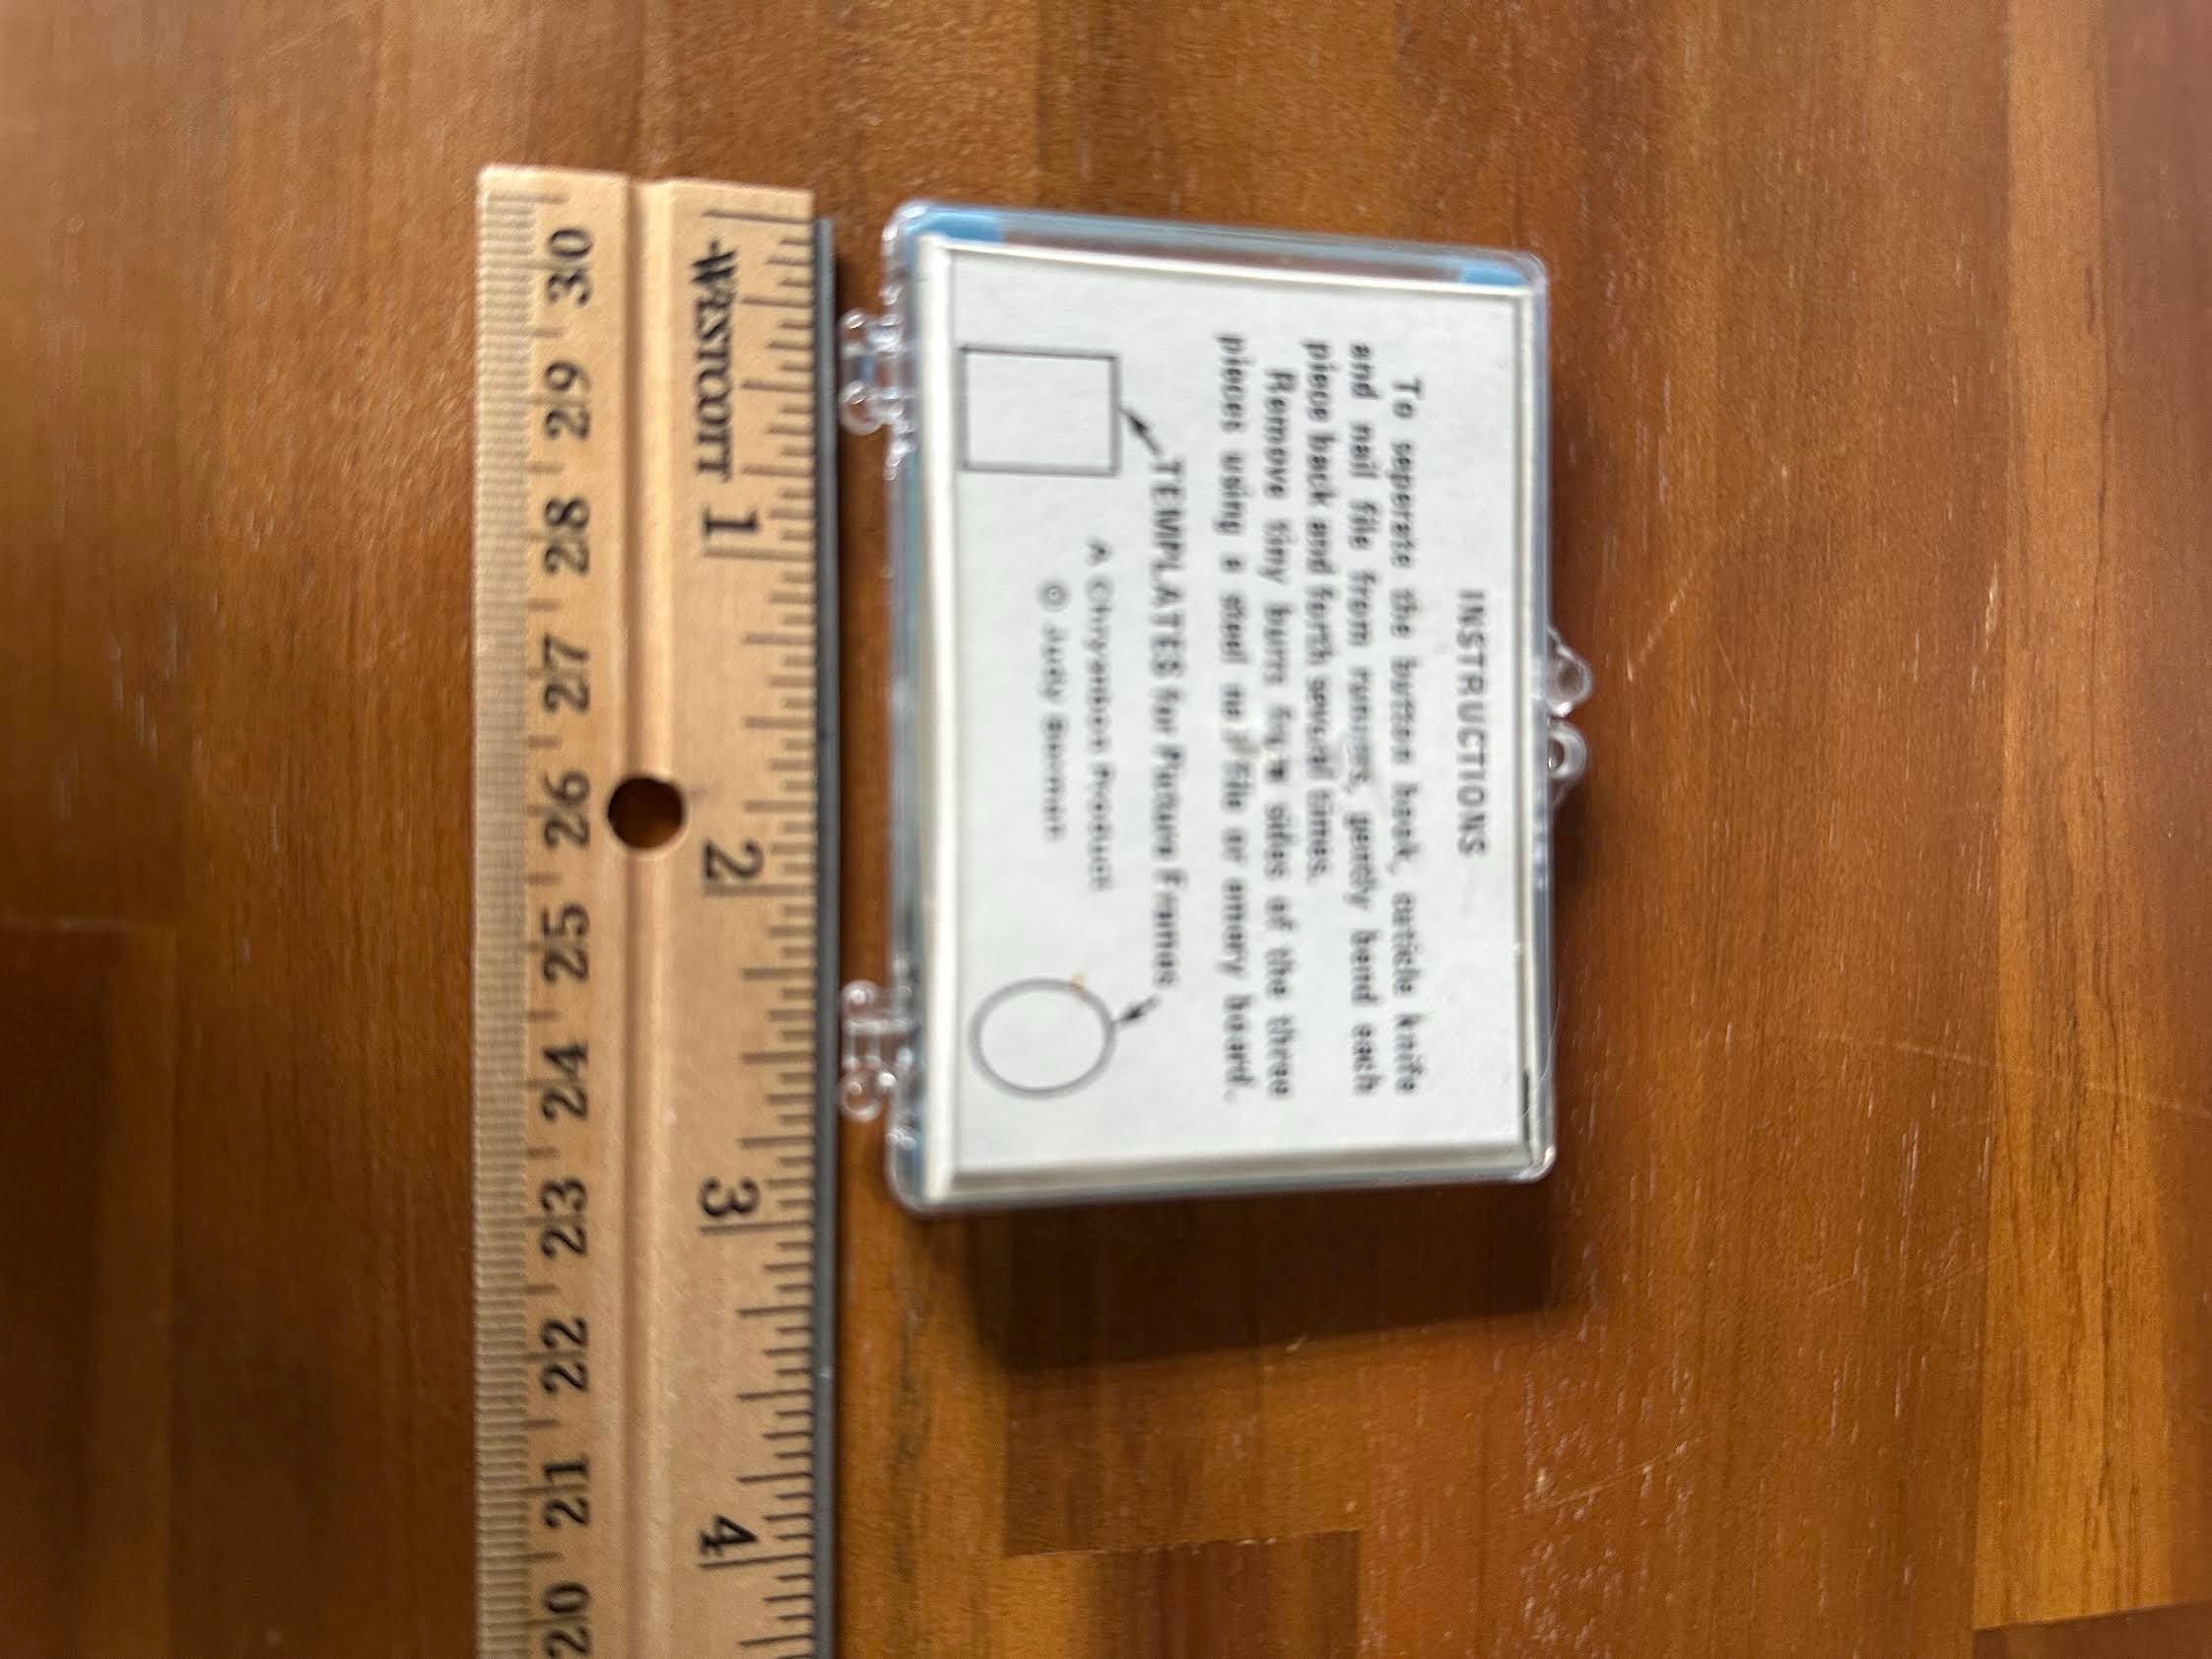 INSTRUCTIONS
To seperate the button hook, cuticle knife
and nail file from runners, gently bend each
piece back and forth several times.
Remove tiny burrs from sides of the three
pieces using a steel nail file or emery board.
TEMPLATES for Picture Frames
A Chrysnbon Product
© Judy Berman
WESTCOTT 1 2 3 4
30 29 28 27 26 25 24 23 22 21 20